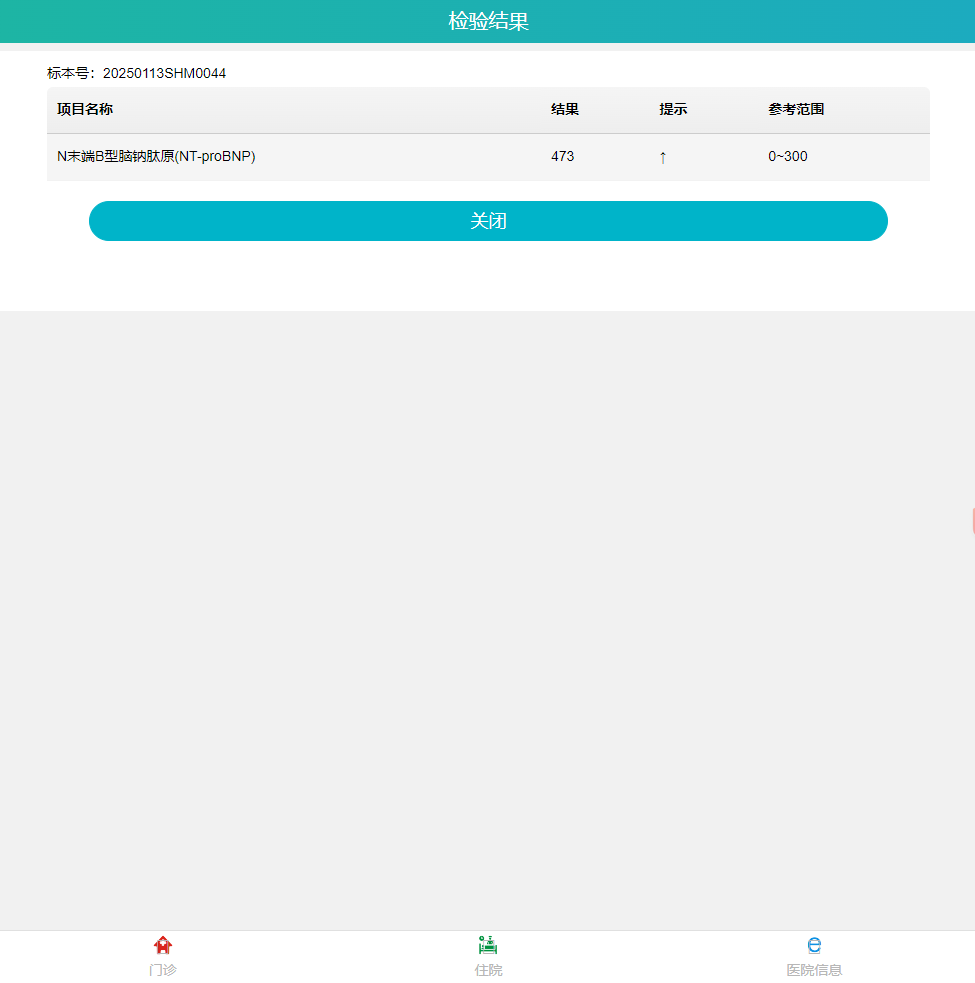 检验结果
标本号：20250113SHM0044
项目名称 结果 提示 参考范围
N末端B型脑钠肽原(NT-proBNP) 473 ↑ 0~300
关闭
门诊 住院 医院信息